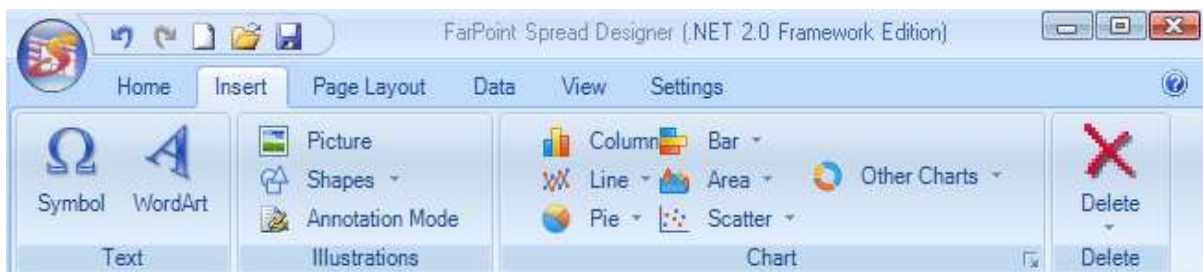 FarPoint Spread Designer (.NET 2.0 Framework Edition)
Home Insert Page Layout Data View Settings
Picture Column Bar
Shapes Line Area Other Charts
Symbol WordArt Annotation Mode Pie Scatter Delete
Text Illustrations Chart Delete